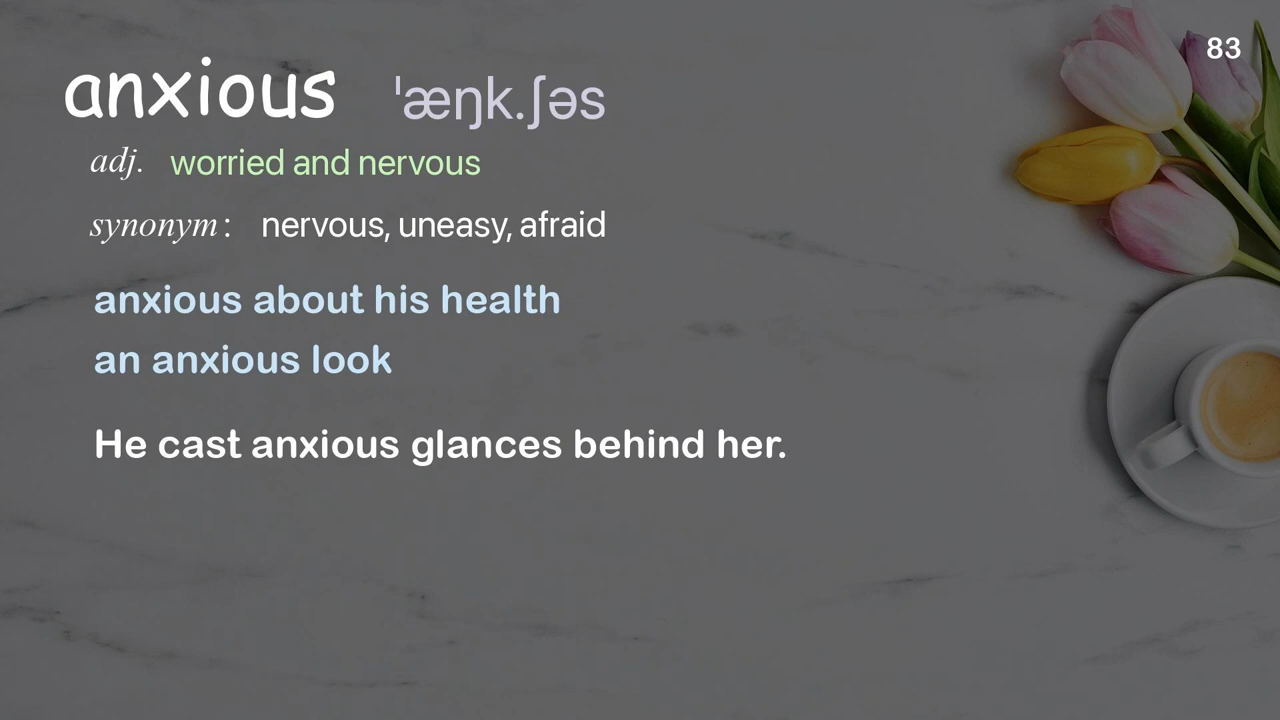 83
anxious ˈæŋk.ʃəs
adj. worried and nervous
synonym: nervous, uneasy, afraid
anxious about his health
an anxious look
He cast anxious glances behind her.